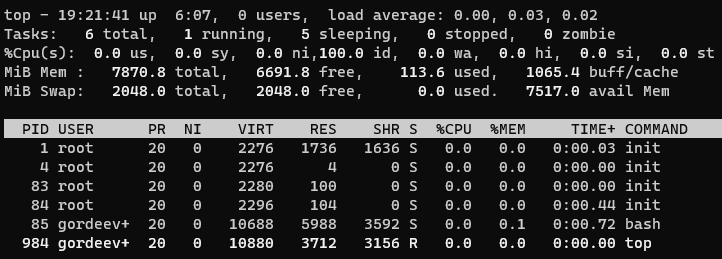 top - 19:21:41 up  6:07,  0 users,  load average: 0.00, 0.03, 0.02
Tasks:   6 total,   1 running,   5 sleeping,   0 stopped,   0 zombie
%Cpu(s):  0.0 us,  0.0 sy,  0.0 ni,100.0 id,  0.0 wa,  0.0 hi,  0.0 si,  0.0 st
MiB Mem :   7870.8 total,   6691.8 free,    113.6 used,   1065.4 buff/cache
MiB Swap:   2048.0 total,   2048.0 free,      0.0 used.   7517.0 avail Mem
  PID USER      PR  NI    VIRT    RES    SHR S  %CPU  %MEM     TIME+ COMMAND
    1 root      20   0    2276   1736   1636 S   0.0   0.0   0:00.03 init
    4 root      20   0    2276      4      0 S   0.0   0.0   0:00.00 init
   83 root      20   0    2280    100      0 S   0.0   0.0   0:00.00 init
   84 root      20   0    2296    104      0 S   0.0   0.0   0:00.44 init
   85 gordeev+  20   0   10688   5988   3592 S   0.0   0.1   0:00.72 bash
  984 gordeev+  20   0   10880   3712   3156 R   0.0   0.0   0:00.00 top